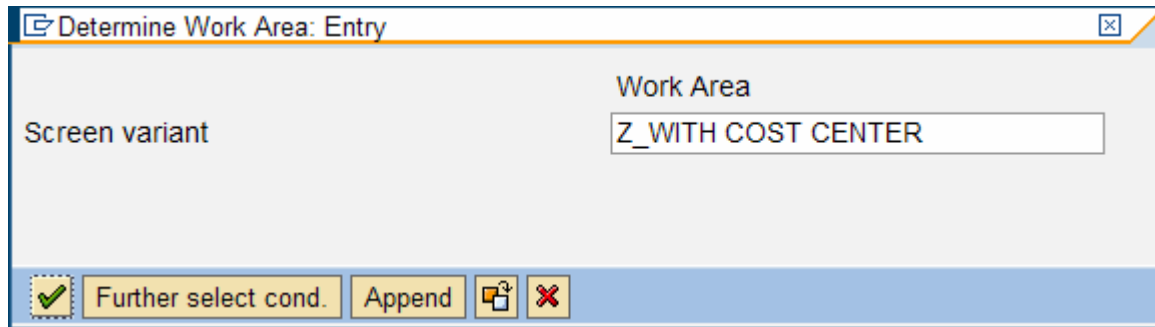 Determine Work Area: Entry
Work Area
Screen variant
Z_WITH COST CENTER
Further select cond.
Append